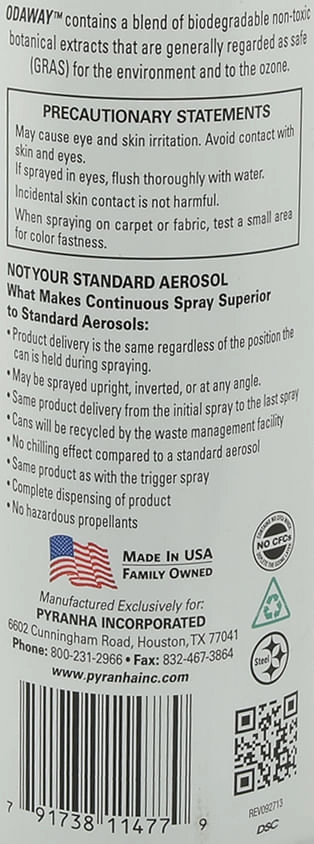 ODAWAY™ contains a blend of biodegradable non-toxic
botanical extracts that are generally regarded as safe
(GRAS) for the environment and to the ozone.
PRECAUTIONARY STATEMENTS
May cause eye and skin irritation. Avoid contact with
skin and eyes.
If sprayed in eyes, flush thoroughly with water.
Incidental skin contact is not harmful.
When spraying on carpet or fabric, test a small area
for color fastness.
NOT YOUR STANDARD AEROSOL
What Makes Continuous Spray Superior
to Standard Aerosols:
• Product delivery is the same regardless of the position the
can is held during spraying.
• May be sprayed upright, inverted, or at any angle.
• Same product delivery from the initial spray to the last spray
• Cans will be recycled by the waste management facility
• No chilling effect compared to a standard aerosol
• Same product as with the trigger spray
• Complete dispensing of product
• No hazardous propellants
NO CFCs
MADE IN USA
FAMILY OWNED
Manufactured Exclusively for:
PYRANHA INCORPORATED
6602 Cunningham Road, Houston, TX 77041
Phone: 800-231-2966 • Fax: 832-467-3864
www.pyranhainc.com
Steel
7 91738 11477 9
REV092713
DSC